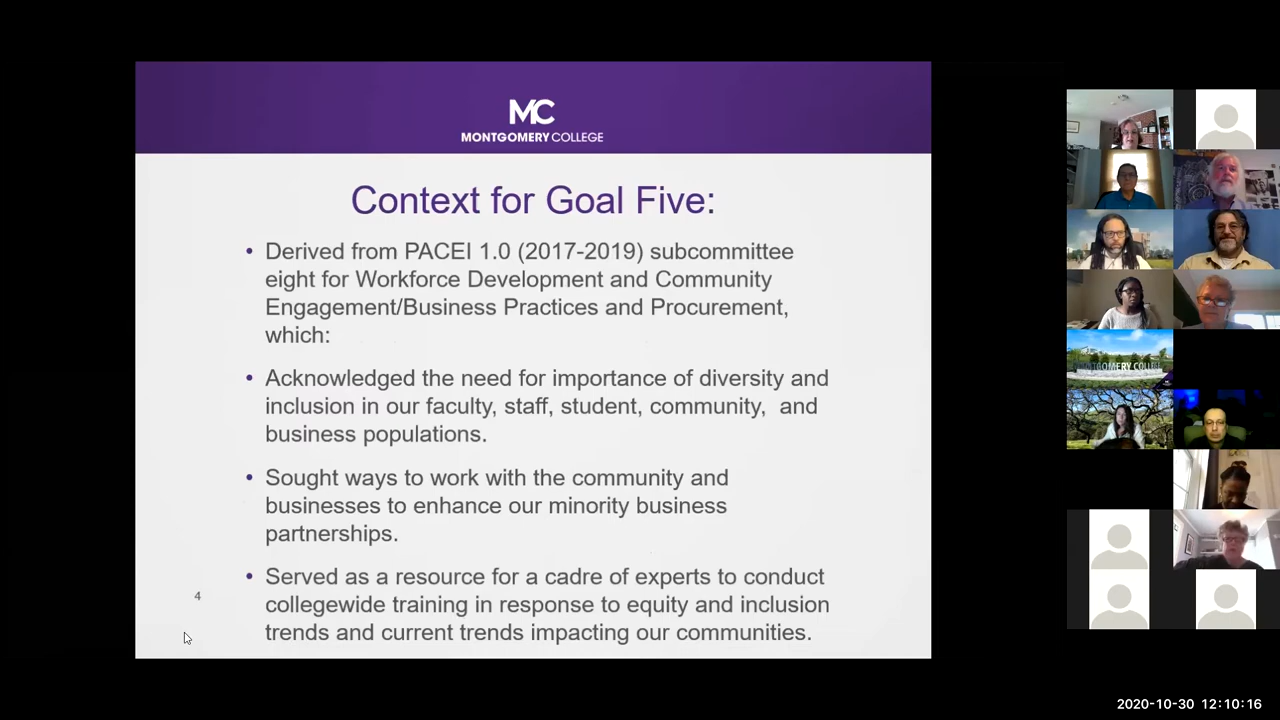 MC
MONTGOMERY COLLEGE
Context for Goal Five:
• Derived from PACEI 1.0 (2017-2019) subcommittee
eight for Workforce Development and Community
Engagement/Business Practices and Procurement,
which:
• Acknowledged the need for importance of diversity and
inclusion in our faculty, staff, student, community, and
business populations.
• Sought ways to work with the community and
businesses to enhance our minority business
partnerships.
• Served as a resource for a cadre of experts to conduct
collegewide training in response to equity and inclusion
trends and current trends impacting our communities.
4
MONTGOMERY COLLEGE
2020-10-30 12:10:16